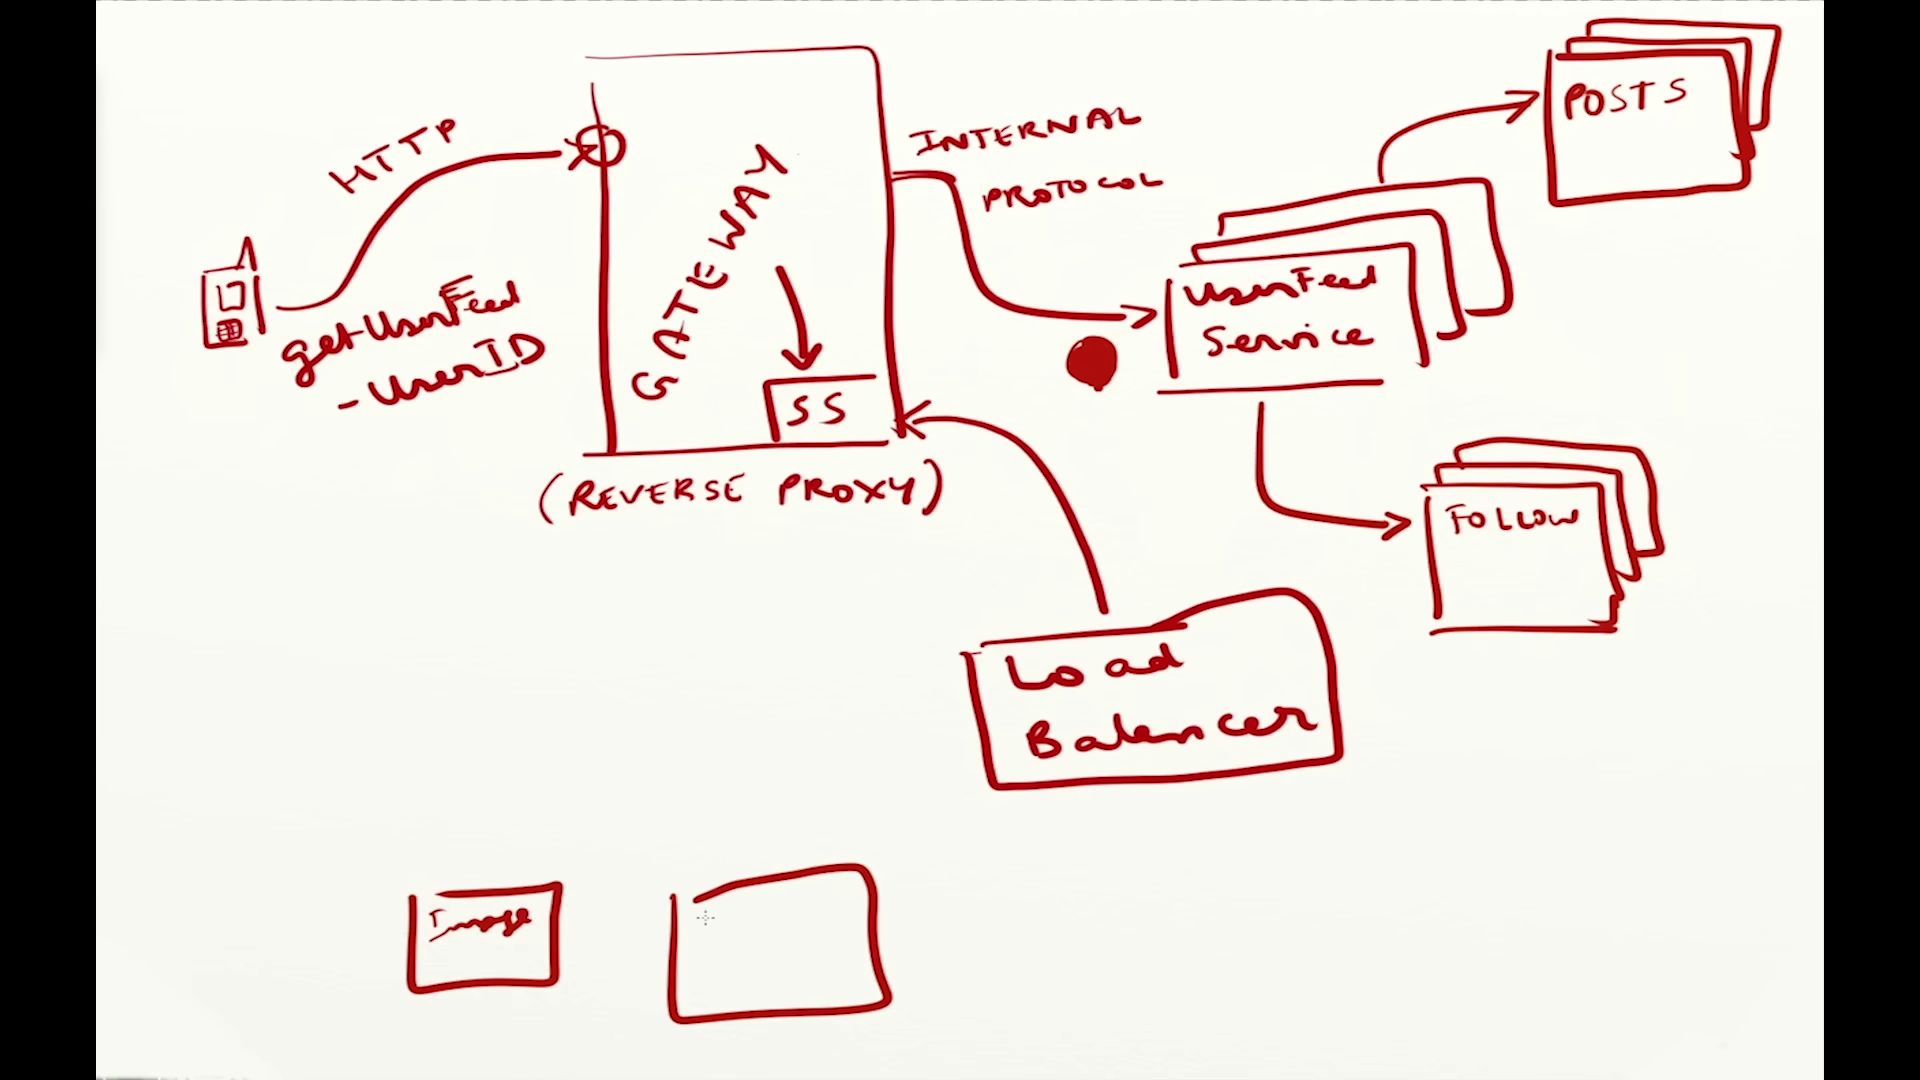 HTTP
getUserFeed
- UserID
GATEWAY
SS
(REVERSE PROXY)
INTERNAL
PROTOCOL
UserFeed
Service
POSTS
FOLLOW
Load
Balancer
Image